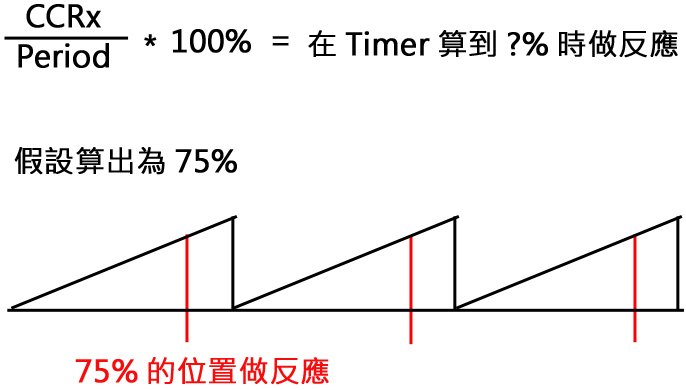 CCRx
Period
* 100% = 在 Timer 算到 ?% 時做反應
假設算出為 75%
75% 的位置做反應